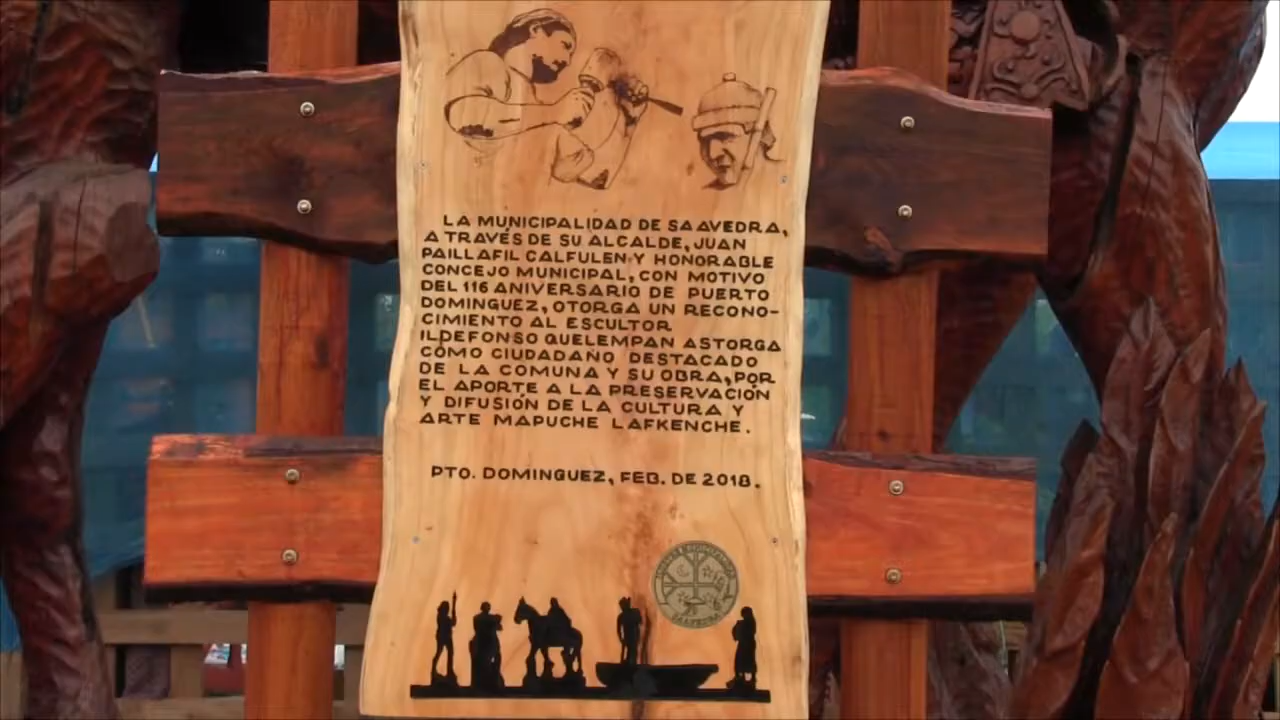 LA MUNICIPALIDAD DE SAAVEDRA,
A TRAVÉS DE SU ALCALDE, JUAN
PAILLAFIL CALFULEN Y HONORABLE
CONCEJO MUNICIPAL, CON MOTIVO
DEL 116 ANIVERSARIO DE PUERTO
DOMINGUEZ, OTORGA UN RECONO-
CIMIENTO AL ESCULTOR
ILDEFONSO QUELEMPAN ASTORGA
COMO CIUDADANO DESTACADO
DE LA COMUNA Y SU OBRA, POR
EL APORTE A LA PRESERVACIÓN
Y DIFUSIÓN DE LA CULTURA Y
ARTE MAPUCHE LAFKENCHE.
PTO. DOMINGUEZ, FEB. DE 2018.
SAAVEDRA